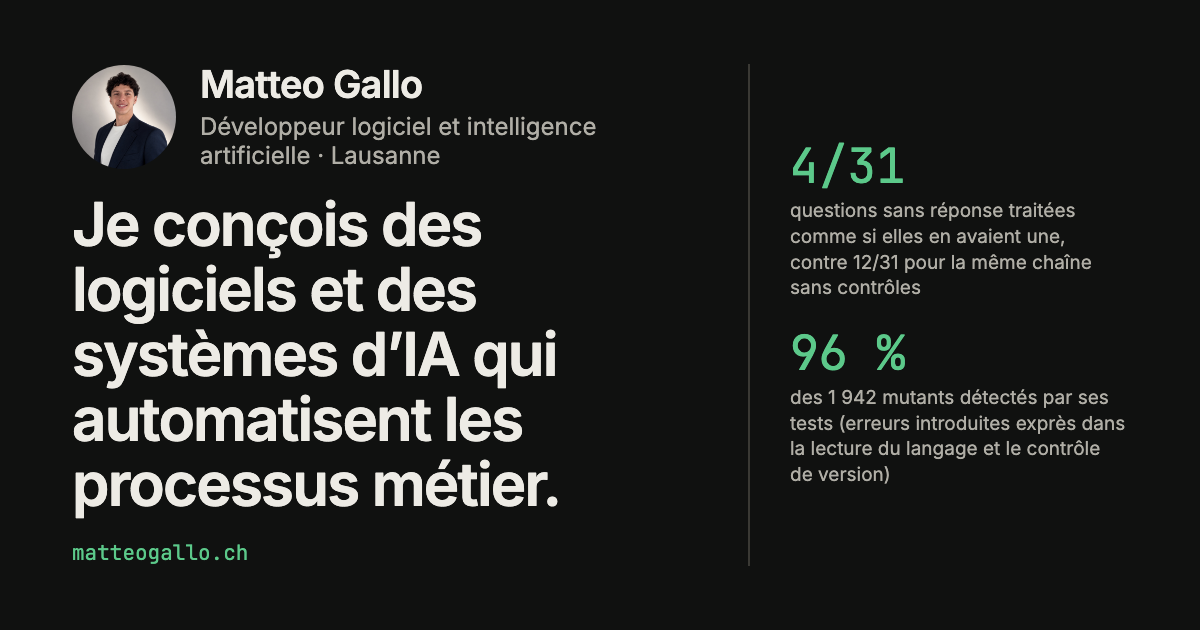 Matteo Gallo
Développeur logiciel et intelligence
artificielle · Lausanne
Je conçois des
logiciels et des
systèmes d’IA qui
automatisent les
processus métier.
matteogallo.ch
4/31
questions sans réponse traitées
comme si elles en avaient une,
contre 12/31 pour la même chaîne
sans contrôles
96 %
des 1 942 mutants détectés par ses
tests (erreurs introduites exprès dans
la lecture du langage et le contrôle
de version)